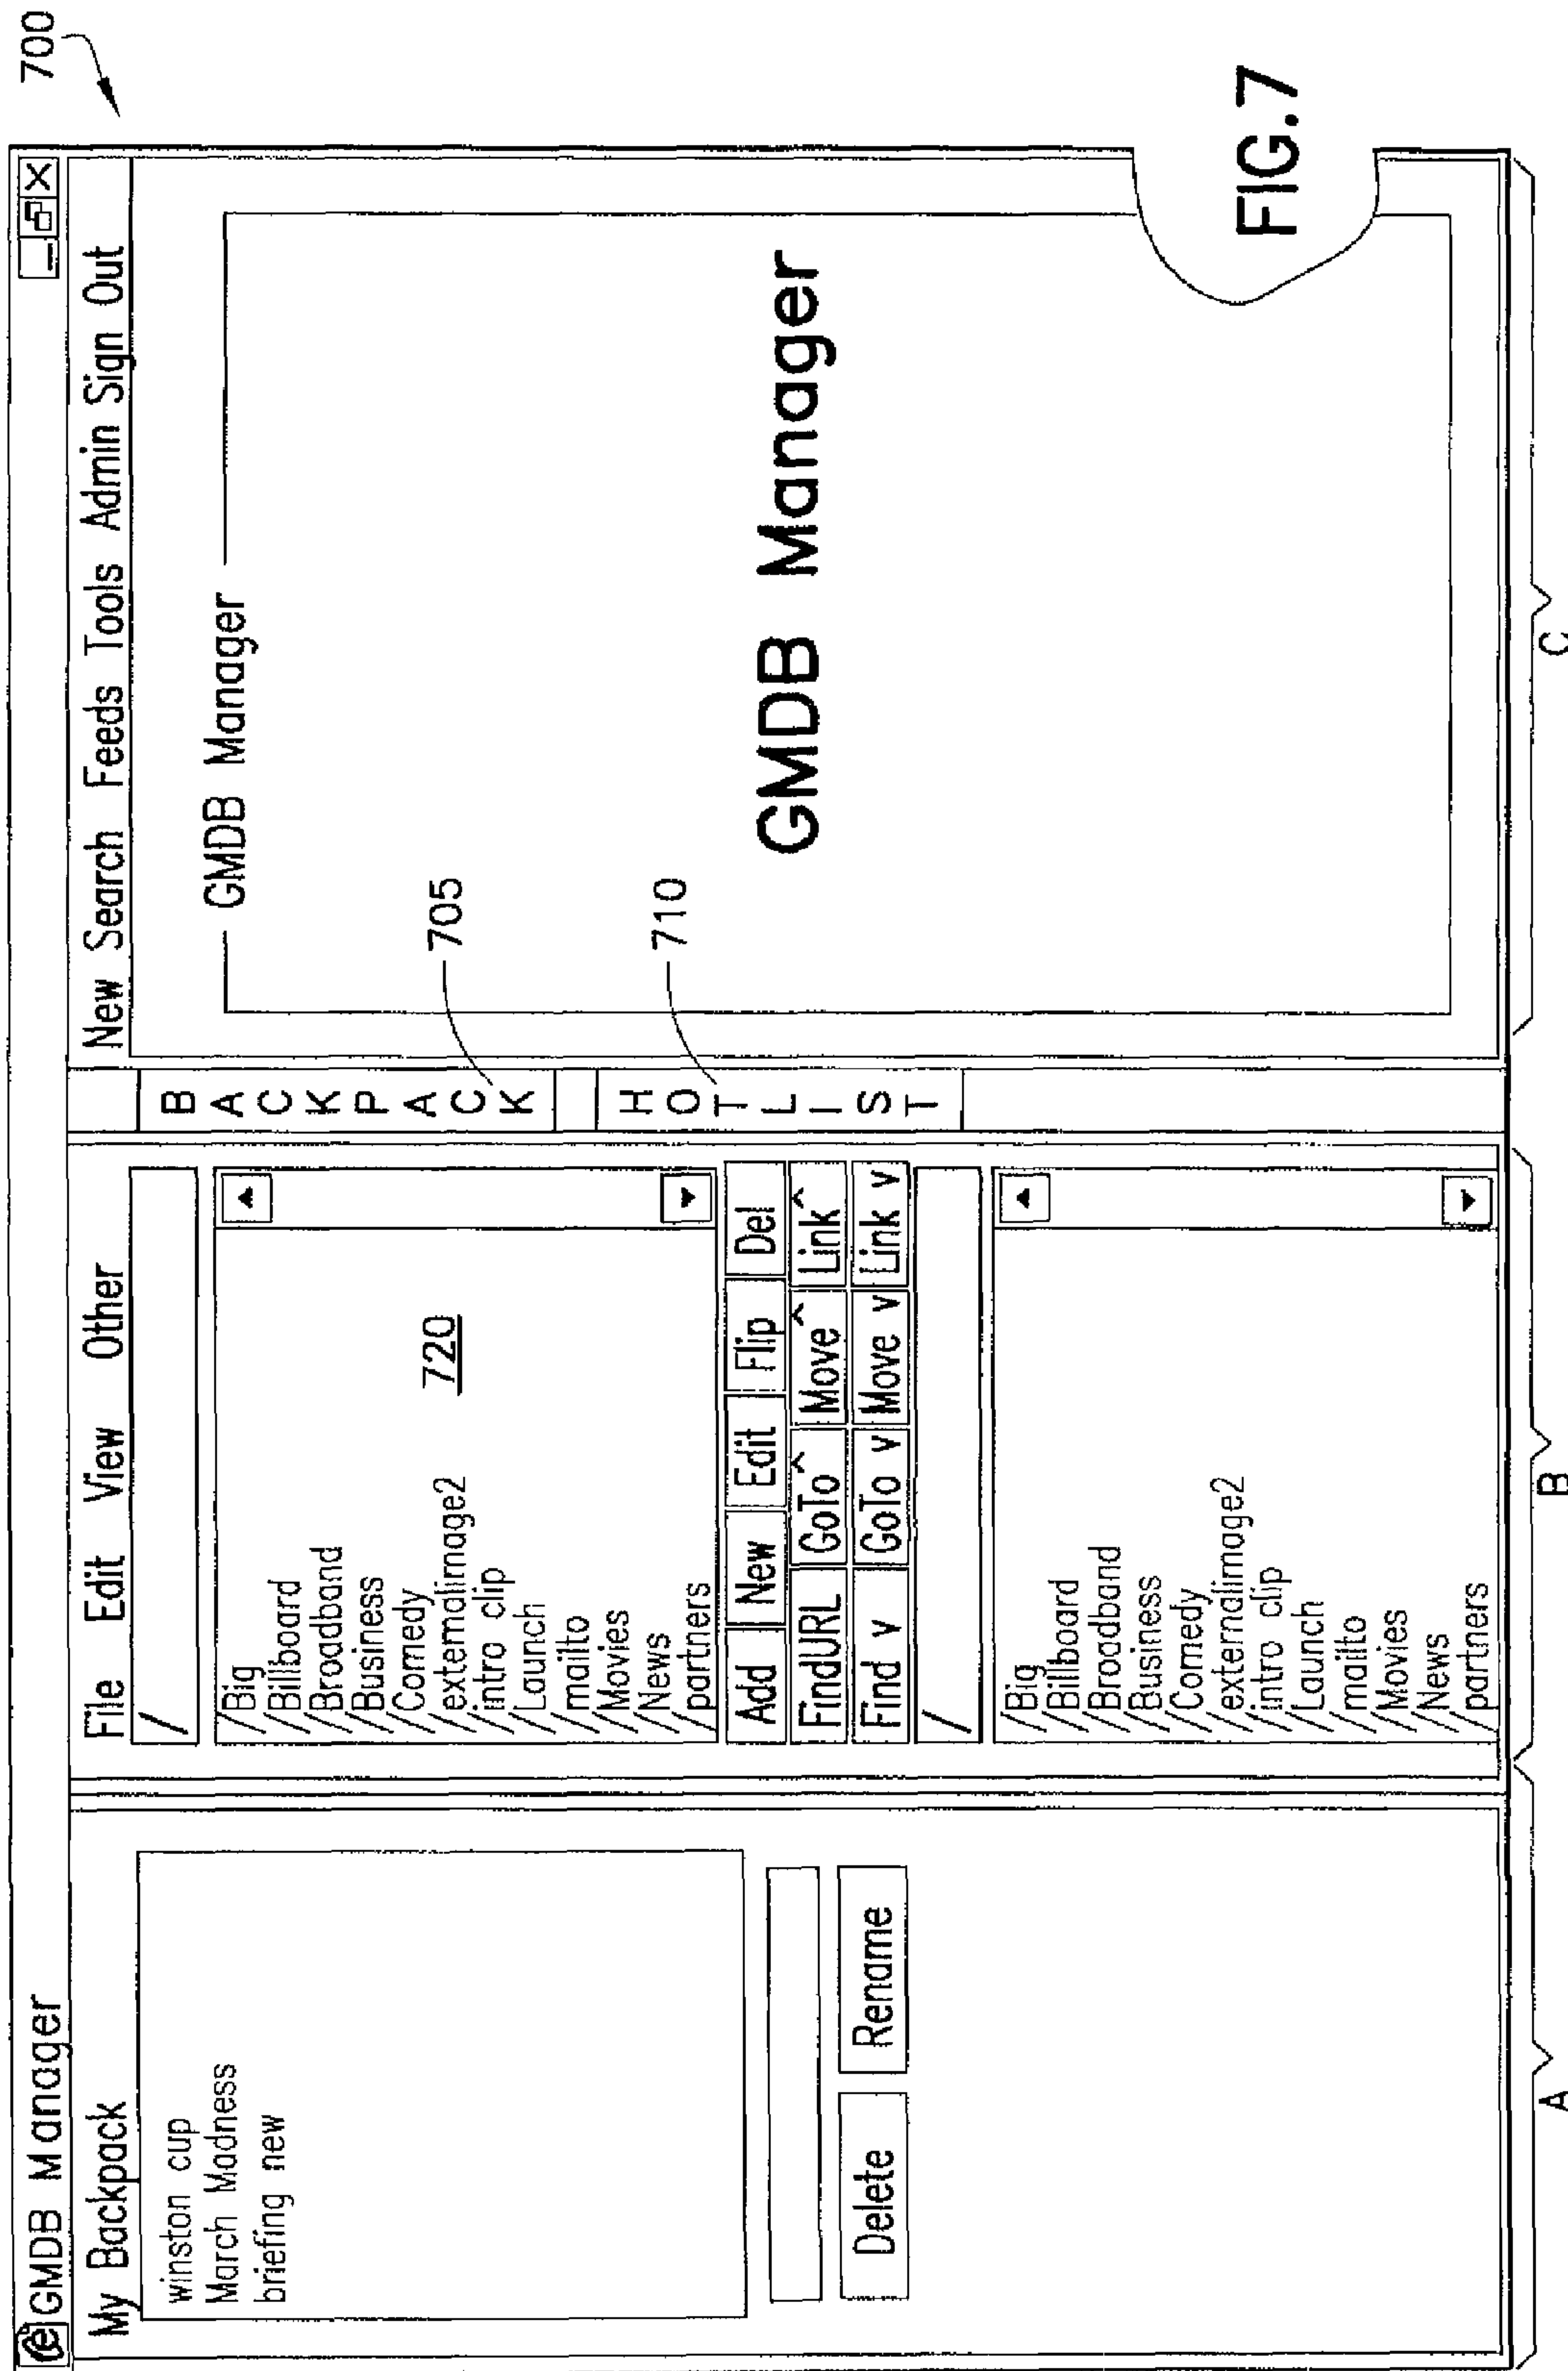 700
GMDB Manager
My Backpack
winston cup
March Madness
briefing new
Delete Rename
A
File Edit View Other
/
/Big
/Billboard
/Broadband
/Business
/Comedy
/externalimage2
/intro clip
/Launch
/mailto
/Movies
/News
/partners
720
Add New Edit Flip Del
FindURL GoTo ^ Move ^ Link ^
Find v GoTo v Move v Link v
/
/Big
/Billboard
/Broadband
/Business
/Comedy
/externalimage2
/intro clip
/Launch
/mailto
/Movies
/News
/partners
B
BACKPACK
705
HOTLIST
710
New Search Feeds Tools Admin Sign Out
GMDB Manager
GMDB Manager
C
FIG.7